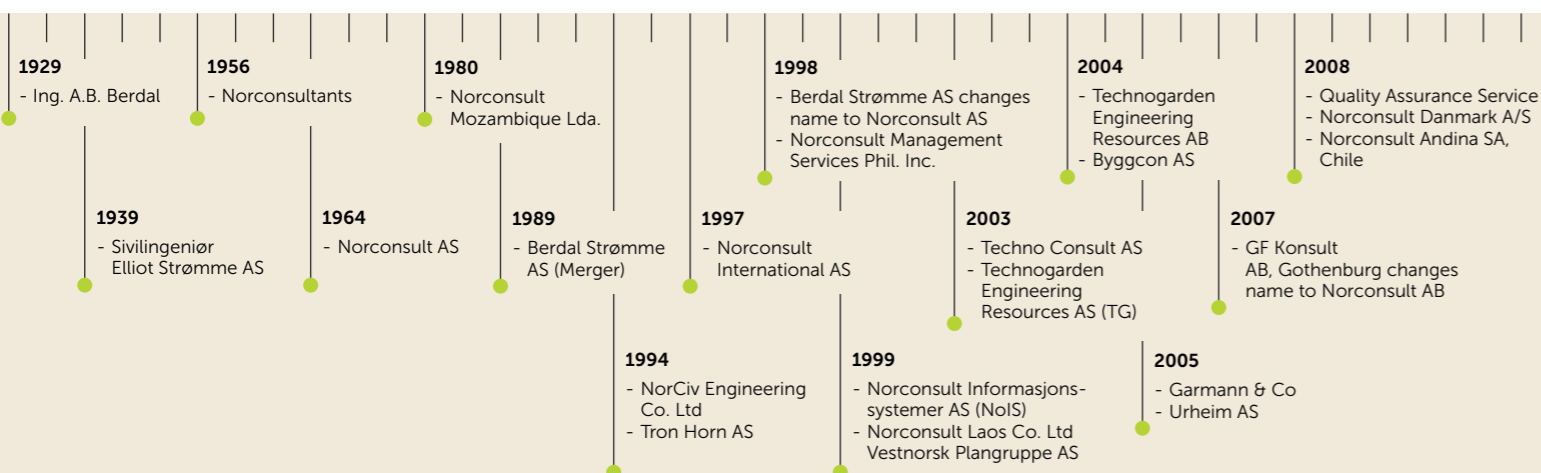 1929
- Ing. A.B. Berdal
1939
- Sivilingeniør
Elliot Strømme AS
1956
- Norconsultants
1964
- Norconsult AS
1980
- Norconsult
Mozambique Lda.
1989
- Berdal Strømme
AS (Merger)
1994
- NorCiv Engineering
Co. Ltd
- Tron Horn AS
1997
- Norconsult
International AS
1998
- Berdal Strømme AS changes
name to Norconsult AS
- Norconsult Management
Services Phil. Inc.
1999
- Norconsult Informasjons-
systemer AS (NoIS)
- Norconsult Laos Co. Ltd
Vestnorsk Plangruppe AS
2003
- Techno Consult AS
- Technogarden
Engineering
Resources AS (TG)
2004
- Technogarden
Engineering
Resources AB
- Byggcon AS
2005
- Garmann & Co
- Urheim AS
2007
- GF Konsult
AB, Gothenburg changes
name to Norconsult AB
2008
- Quality Assurance Service
- Norconsult Danmark A/S
- Norconsult Andina SA,
Chile